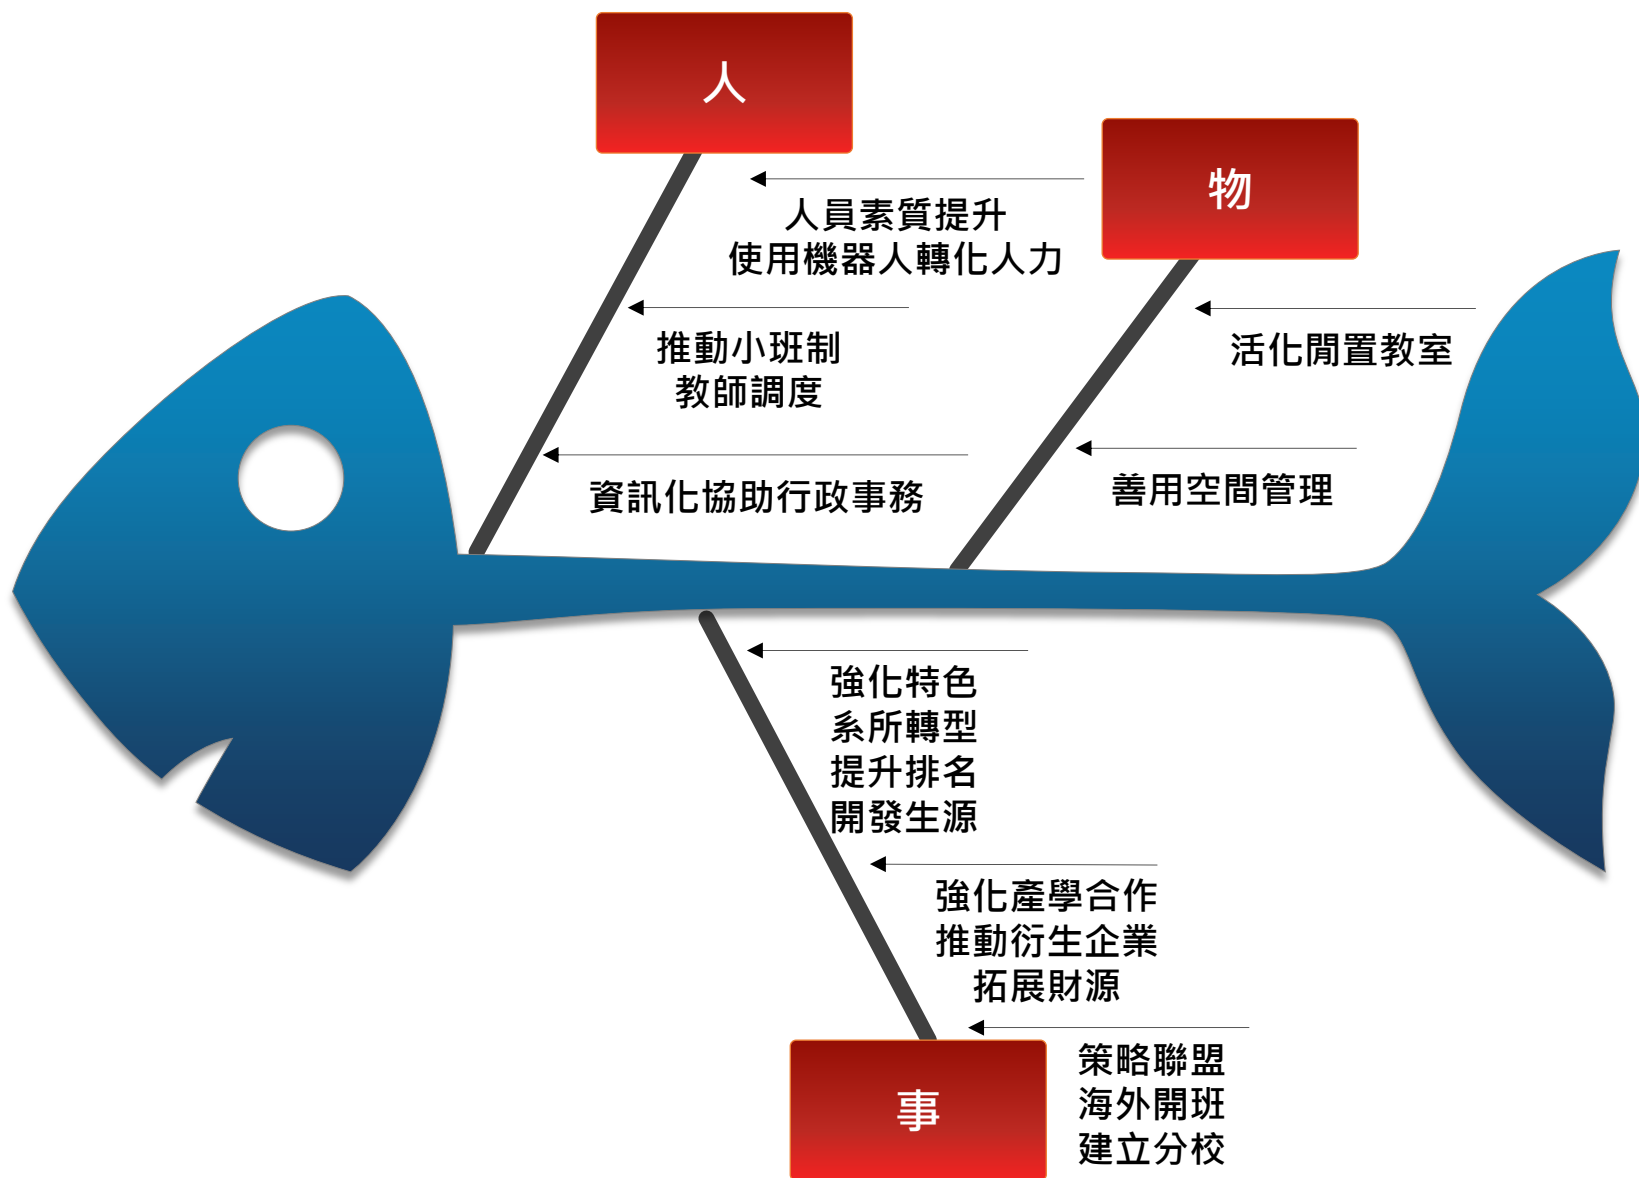 人
人員素質提升
使用機器人轉化人力
推動小班制
教師調度
資訊化協助行政事務
物
活化閒置教室
善用空間管理
強化特色
系所轉型
提升排名
開發生源
強化產學合作
推動衍生企業
拓展財源
策略聯盟
海外開班
建立分校
事